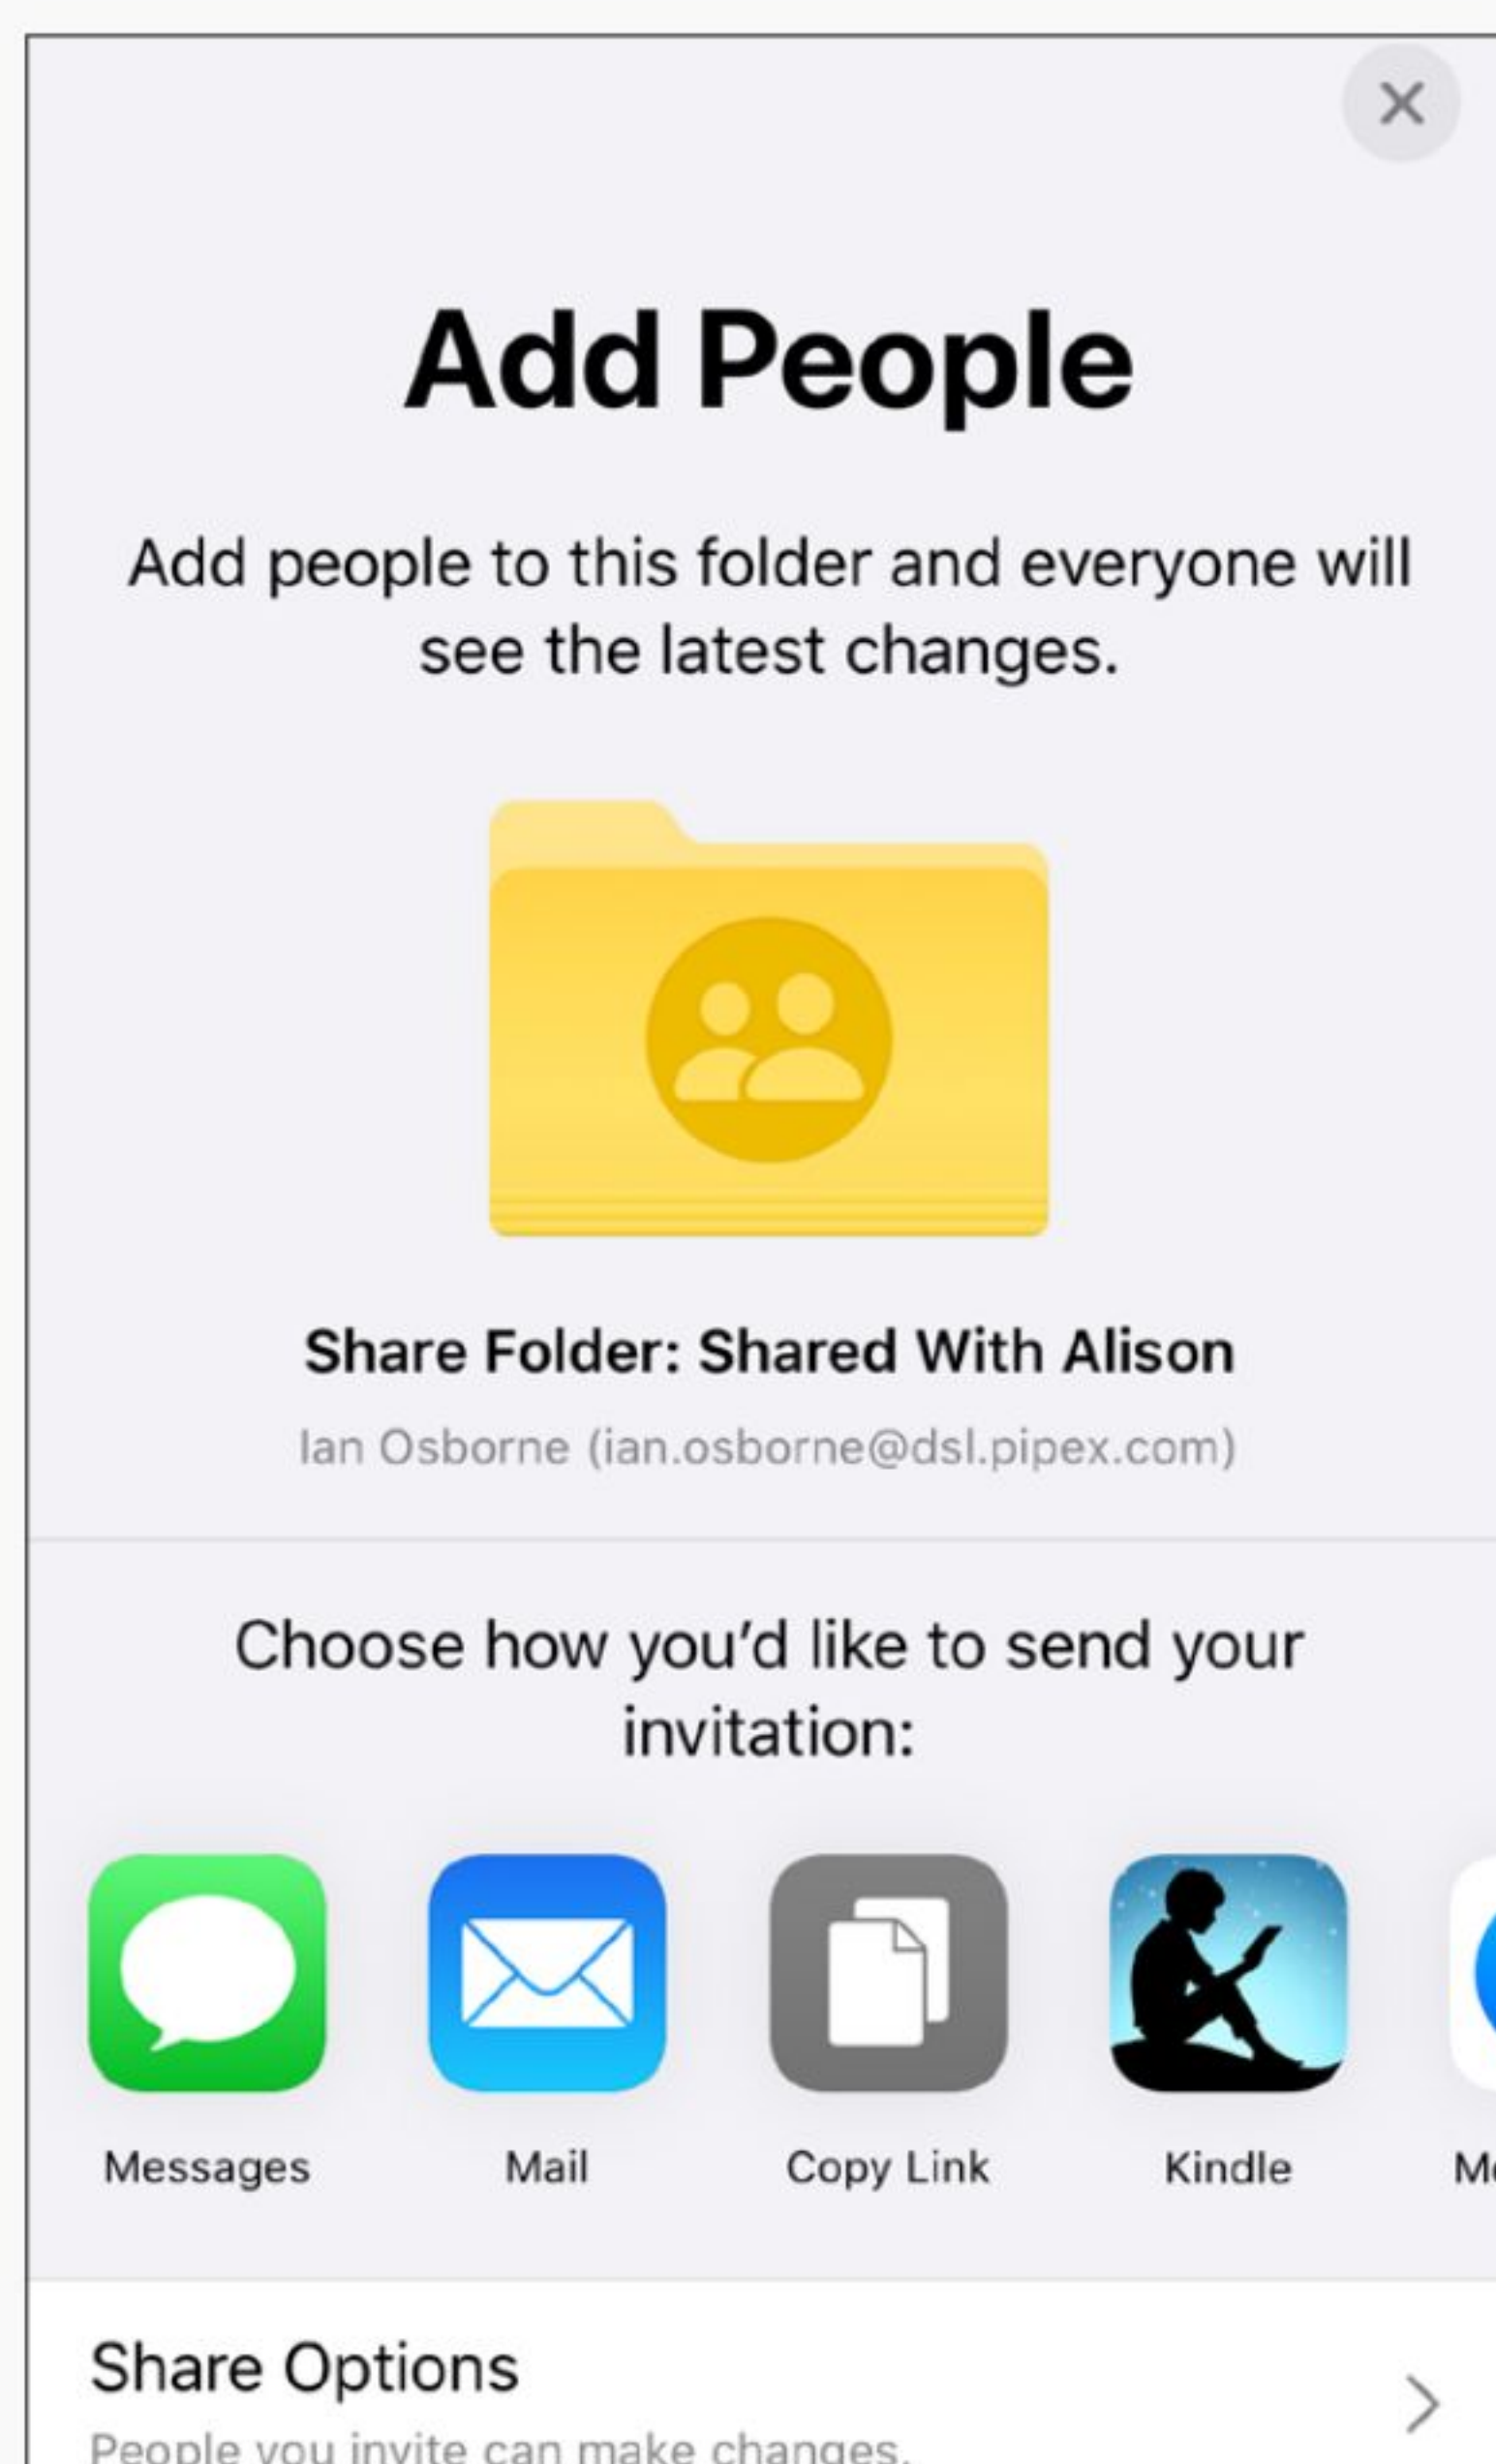 Add People
Add people to this folder and everyone will
see the latest changes.
Share Folder: Shared With Alison
Ian Osborne (ian.osborne@dsl.pipex.com)
Choose how you’d like to send your
invitation:
Messages
Mail
Copy Link
Kindle
Share Options
People you invite can make changes.